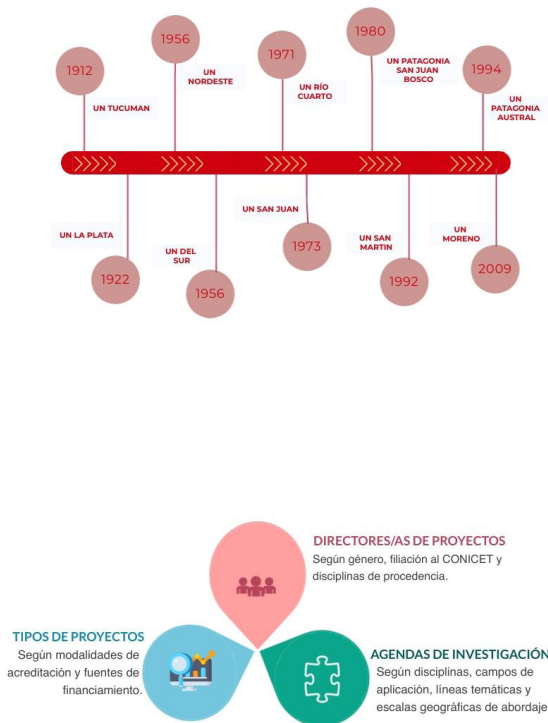 1912
1956
1971
1980
1994
UN TUCUMAN
UN
NORDESTE
UN RÍO
CUARTO
UN PATAGONIA
SAN JUAN
BOSCO
UN
PATAGONIA
AUSTRAL
UN LA PLATA
UN DEL
SUR
UN SAN JUAN
UN SAN
MARTIN
UN
MORENO
1922
1956
1973
1992
2009
DIRECTORES/AS DE PROYECTOS
Según género, filiación al CONICET y
disciplinas de procedencia.
TIPOS DE PROYECTOS
Según modalidades de
acreditación y fuentes de
financiamiento.
AGENDAS DE INVESTIGACIÓN
Según disciplinas, campos de
aplicación, líneas temáticas y
escalas geográficas de abordaje